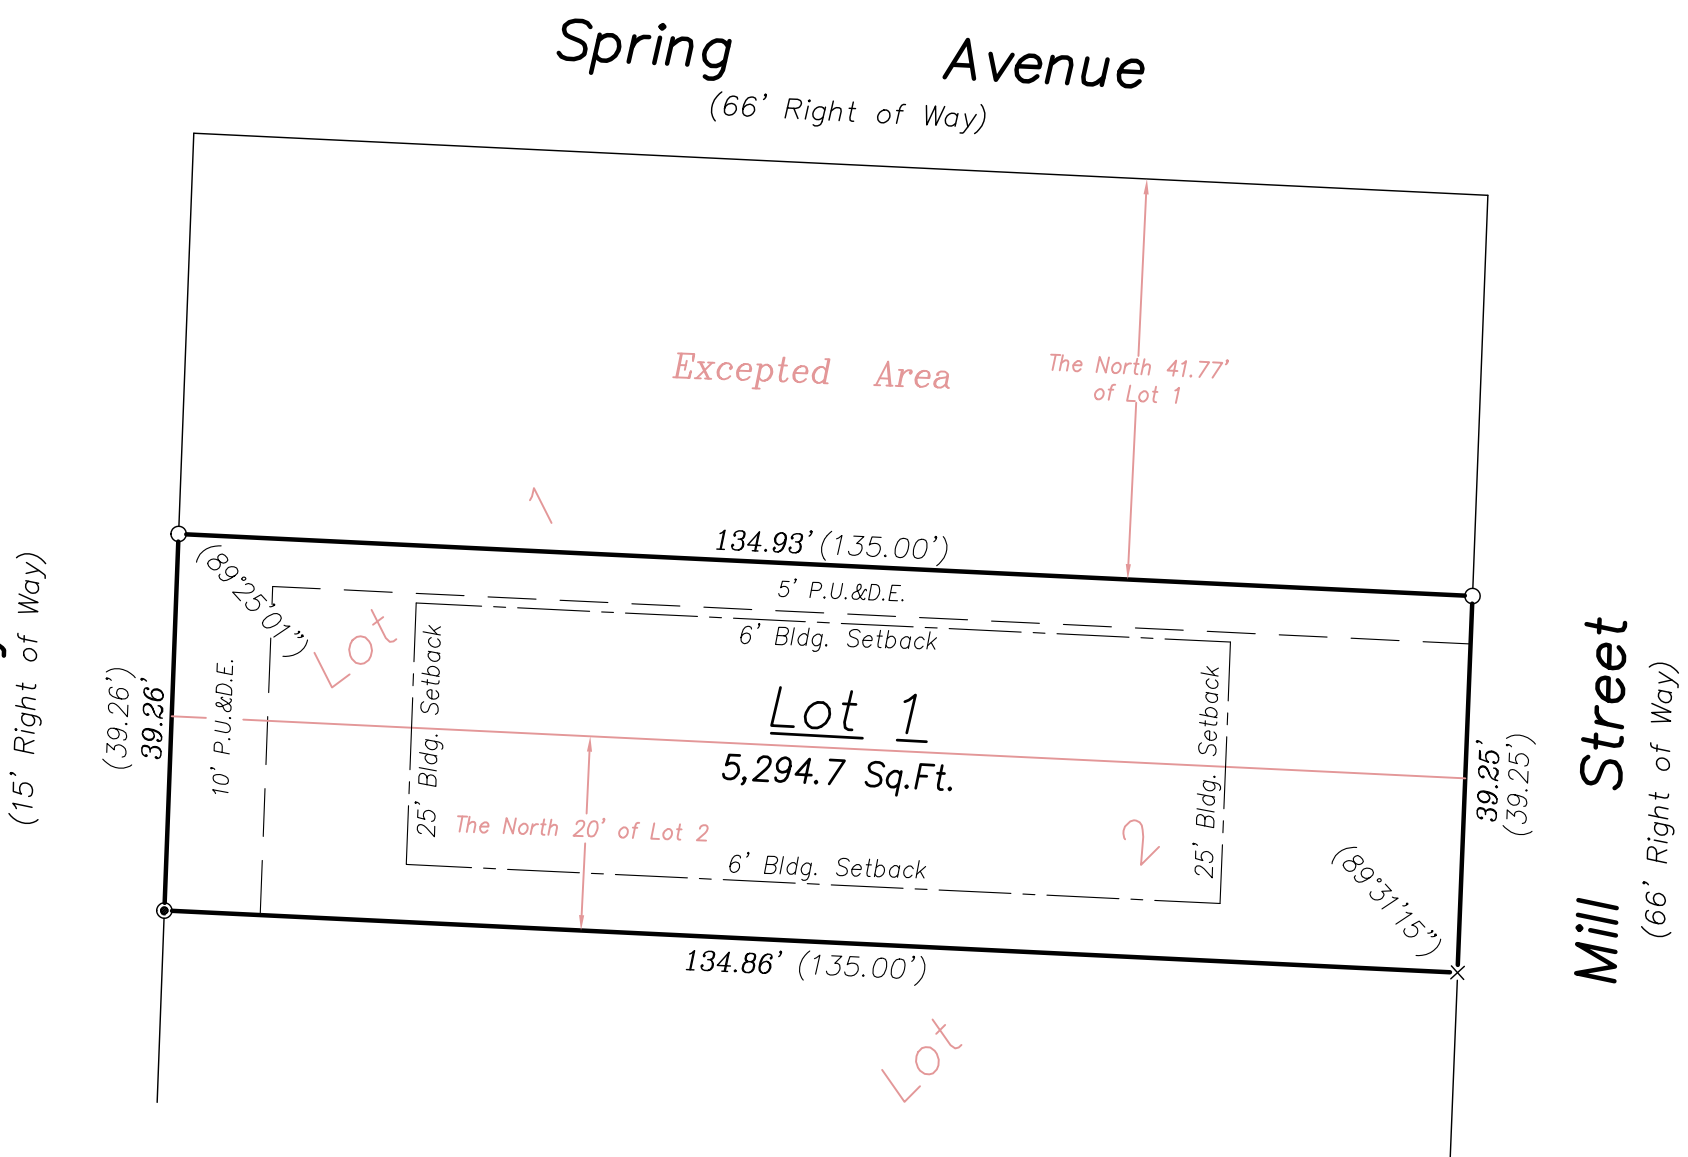 Spring Avenue
(66' Right of Way)
Excepted Area
The North 41.77'
of Lot 1
1
134.93' (135.00')
5' P.U.&D.E.
6' Bldg. Setback
(89°25'01")
Lot
10' P.U.&D.E.
25' Bldg. Setback
Lot 1
5,294.7 Sq.Ft.
25' Bldg. Setback
The North 20' of Lot 2
2
6' Bldg. Setback
(89°31'15")
134.86' (135.00')
Lot
(15' Right of Way)
(39.26')
39.26'
39.25'
(39.25')
Mill Street
(66' Right of Way)